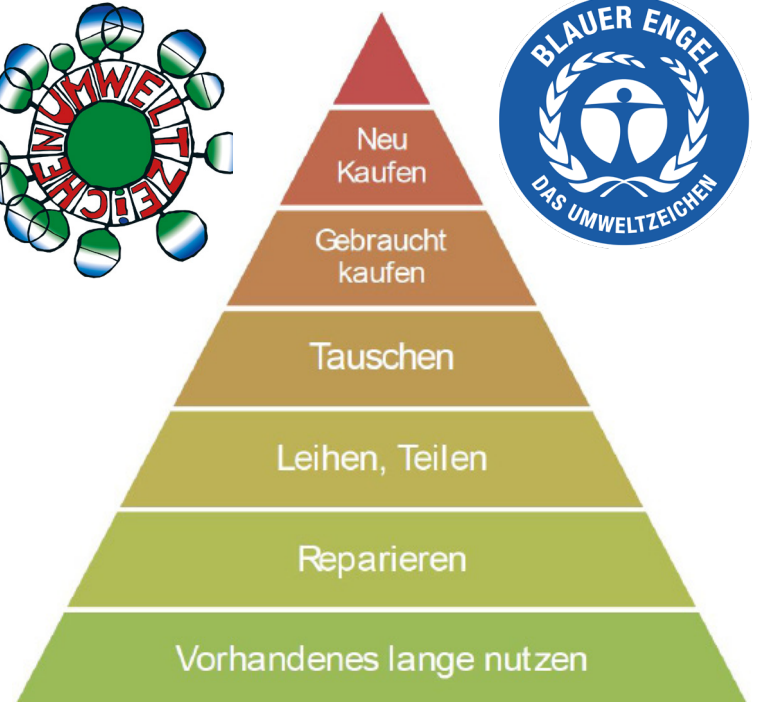 UMWELTZEiCHEN
BLAUER ENGEL
DAS UMWELTZEICHEN
Neu
Kaufen
Gebraucht
kaufen
Tauschen
Leihen, Teilen
Reparieren
Vorhandenes lange nutzen